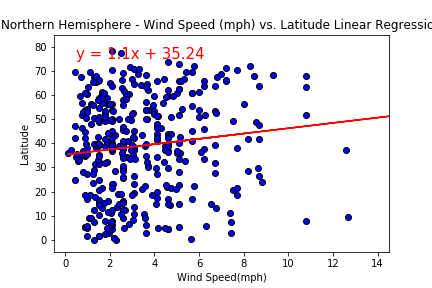 Northern Hemisphere - Wind Speed (mph) vs. Latitude Linear Regressio
y = 1.1x + 35.24
80
70
60
50
40
30
20
10
0
Latitude
0 2 4 6 8 10 12 14
Wind Speed(mph)